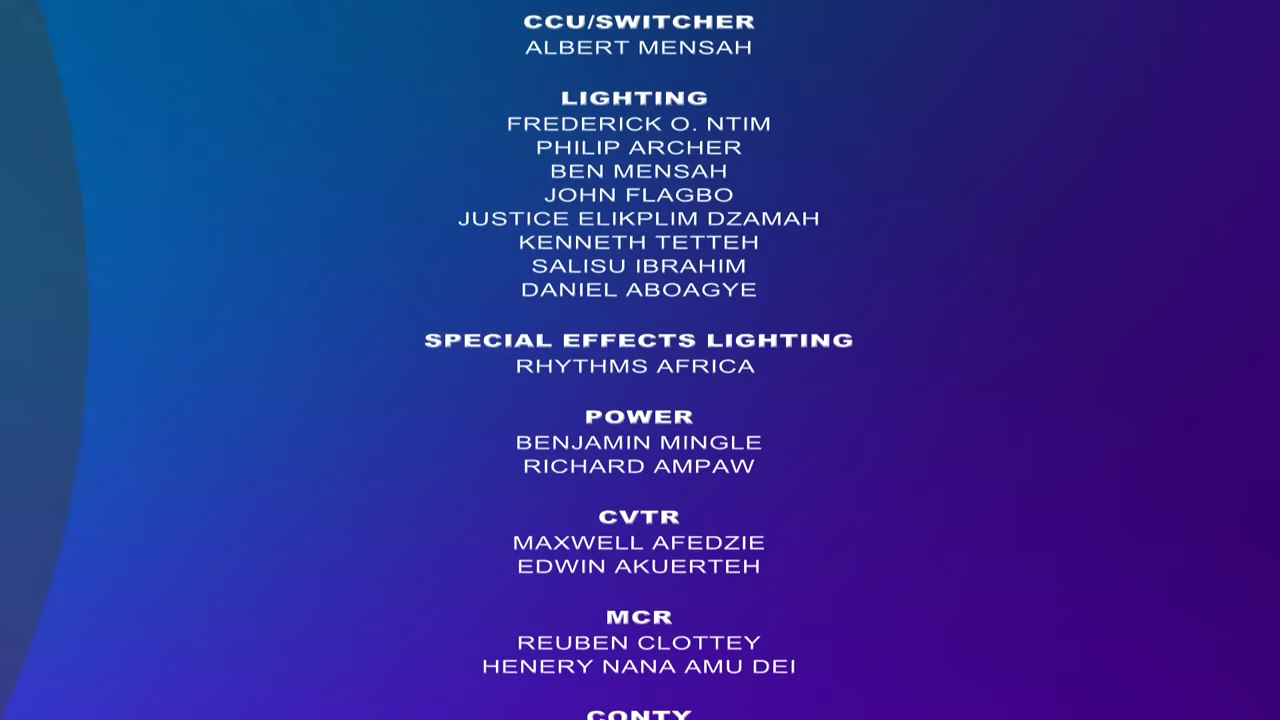 CCU/SWITCHER
ALBERT MENSAH
LIGHTING
FREDERICK O. NTIM
PHILIP ARCHER
BEN MENSAH
JOHN FLAGBO
JUSTICE ELIKPLIM DZAMAH
KENNETH TETTEH
SALISU IBRAHIM
DANIEL ABOAGYE
SPECIAL EFFECTS LIGHTING
RHYTHMS AFRICA
POWER
BENJAMIN MINGLE
RICHARD AMPAW
CVTR
MAXWELL AFEDZIE
EDWIN AKUERTEH
MCR
REUBEN CLOTTEY
HENERY NANA AMU DEI
CONTY